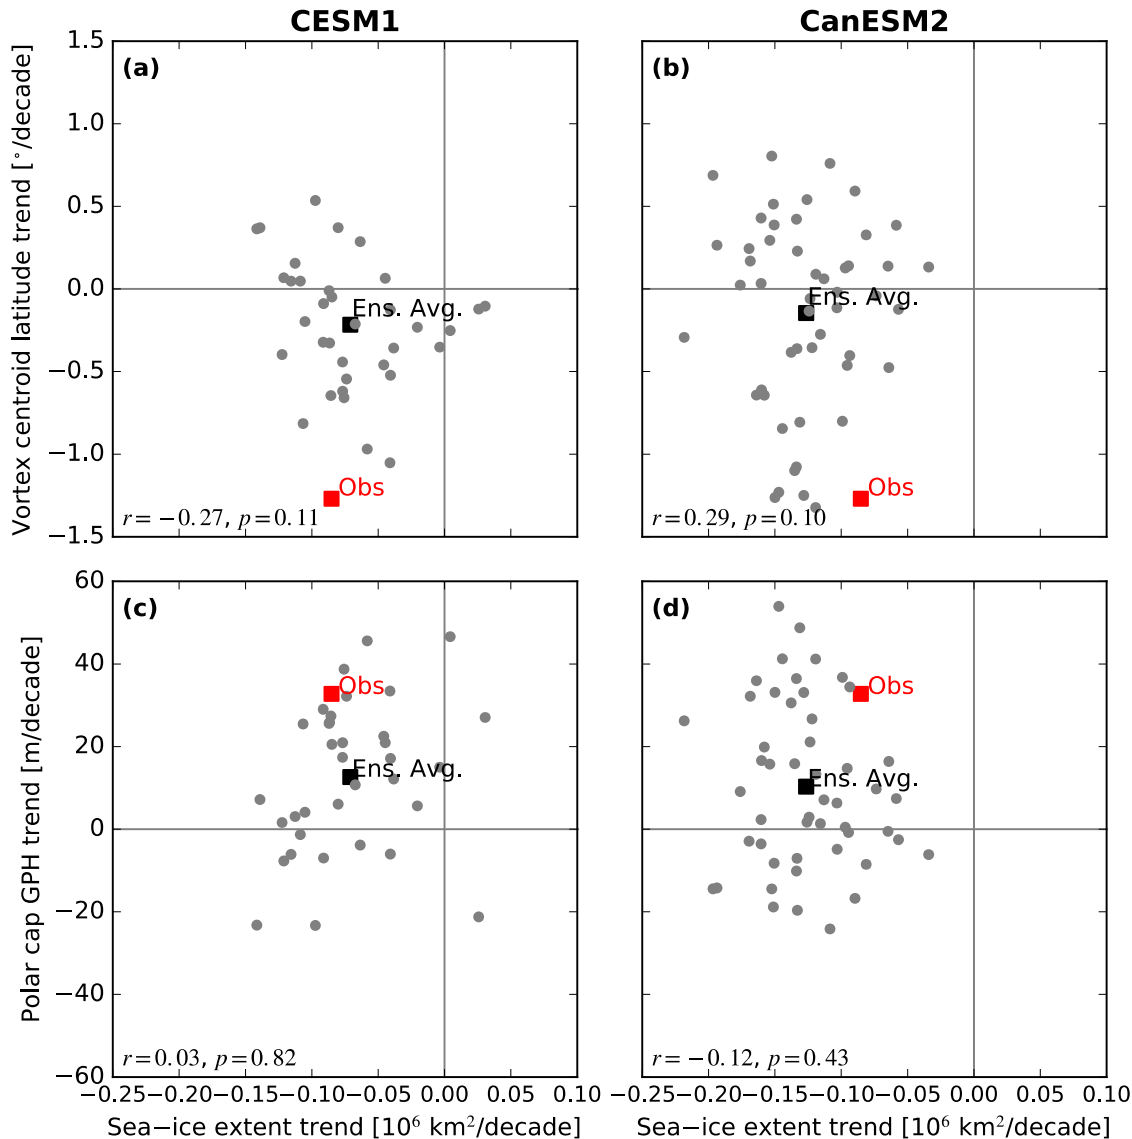 CESM1
CanESM2
Vortex centroid latitude trend [°/decade]
1.5
1.0
0.5
0.0
−0.5
−1.0
−1.5
(a)
Ens. Avg.
Obs
r = −0.27, p = 0.11
(b)
Ens. Avg.
Obs
r = 0.29, p = 0.10
Polar cap GPH trend [m/decade]
60
40
20
0
−20
−40
−60
(c)
Obs
Ens. Avg.
r = 0.03, p = 0.82
(d)
Obs
Ens. Avg.
r = −0.12, p = 0.43
−0.25 −0.20 −0.15 −0.10 −0.05 0.00 0.05 0.10
−0.25 −0.20 −0.15 −0.10 −0.05 0.00 0.05 0.10
Sea−ice extent trend [10⁶ km²/decade]
Sea−ice extent trend [10⁶ km²/decade]